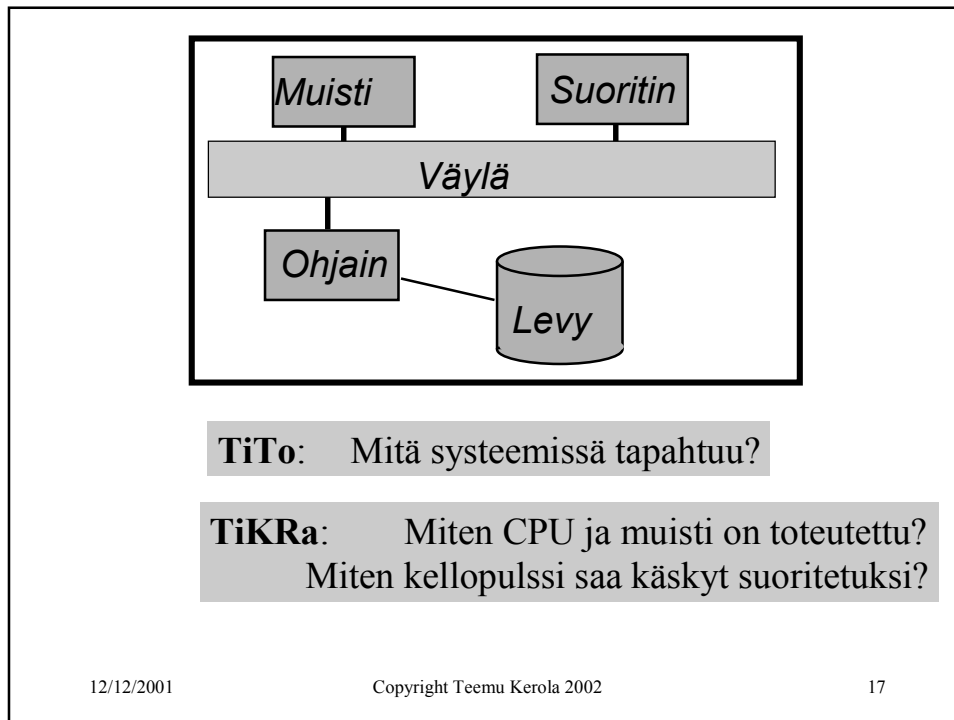 Muisti
Suoritin
Väylä
Ohjain
Levy
TiTo: Mitä systeemissä tapahtuu?
TiKRa: Miten CPU ja muisti on toteutettu?
Miten kellopulssi saa käskyt suoritetuksi?
12/12/2001 Copyright Teemu Kerola 2002 17